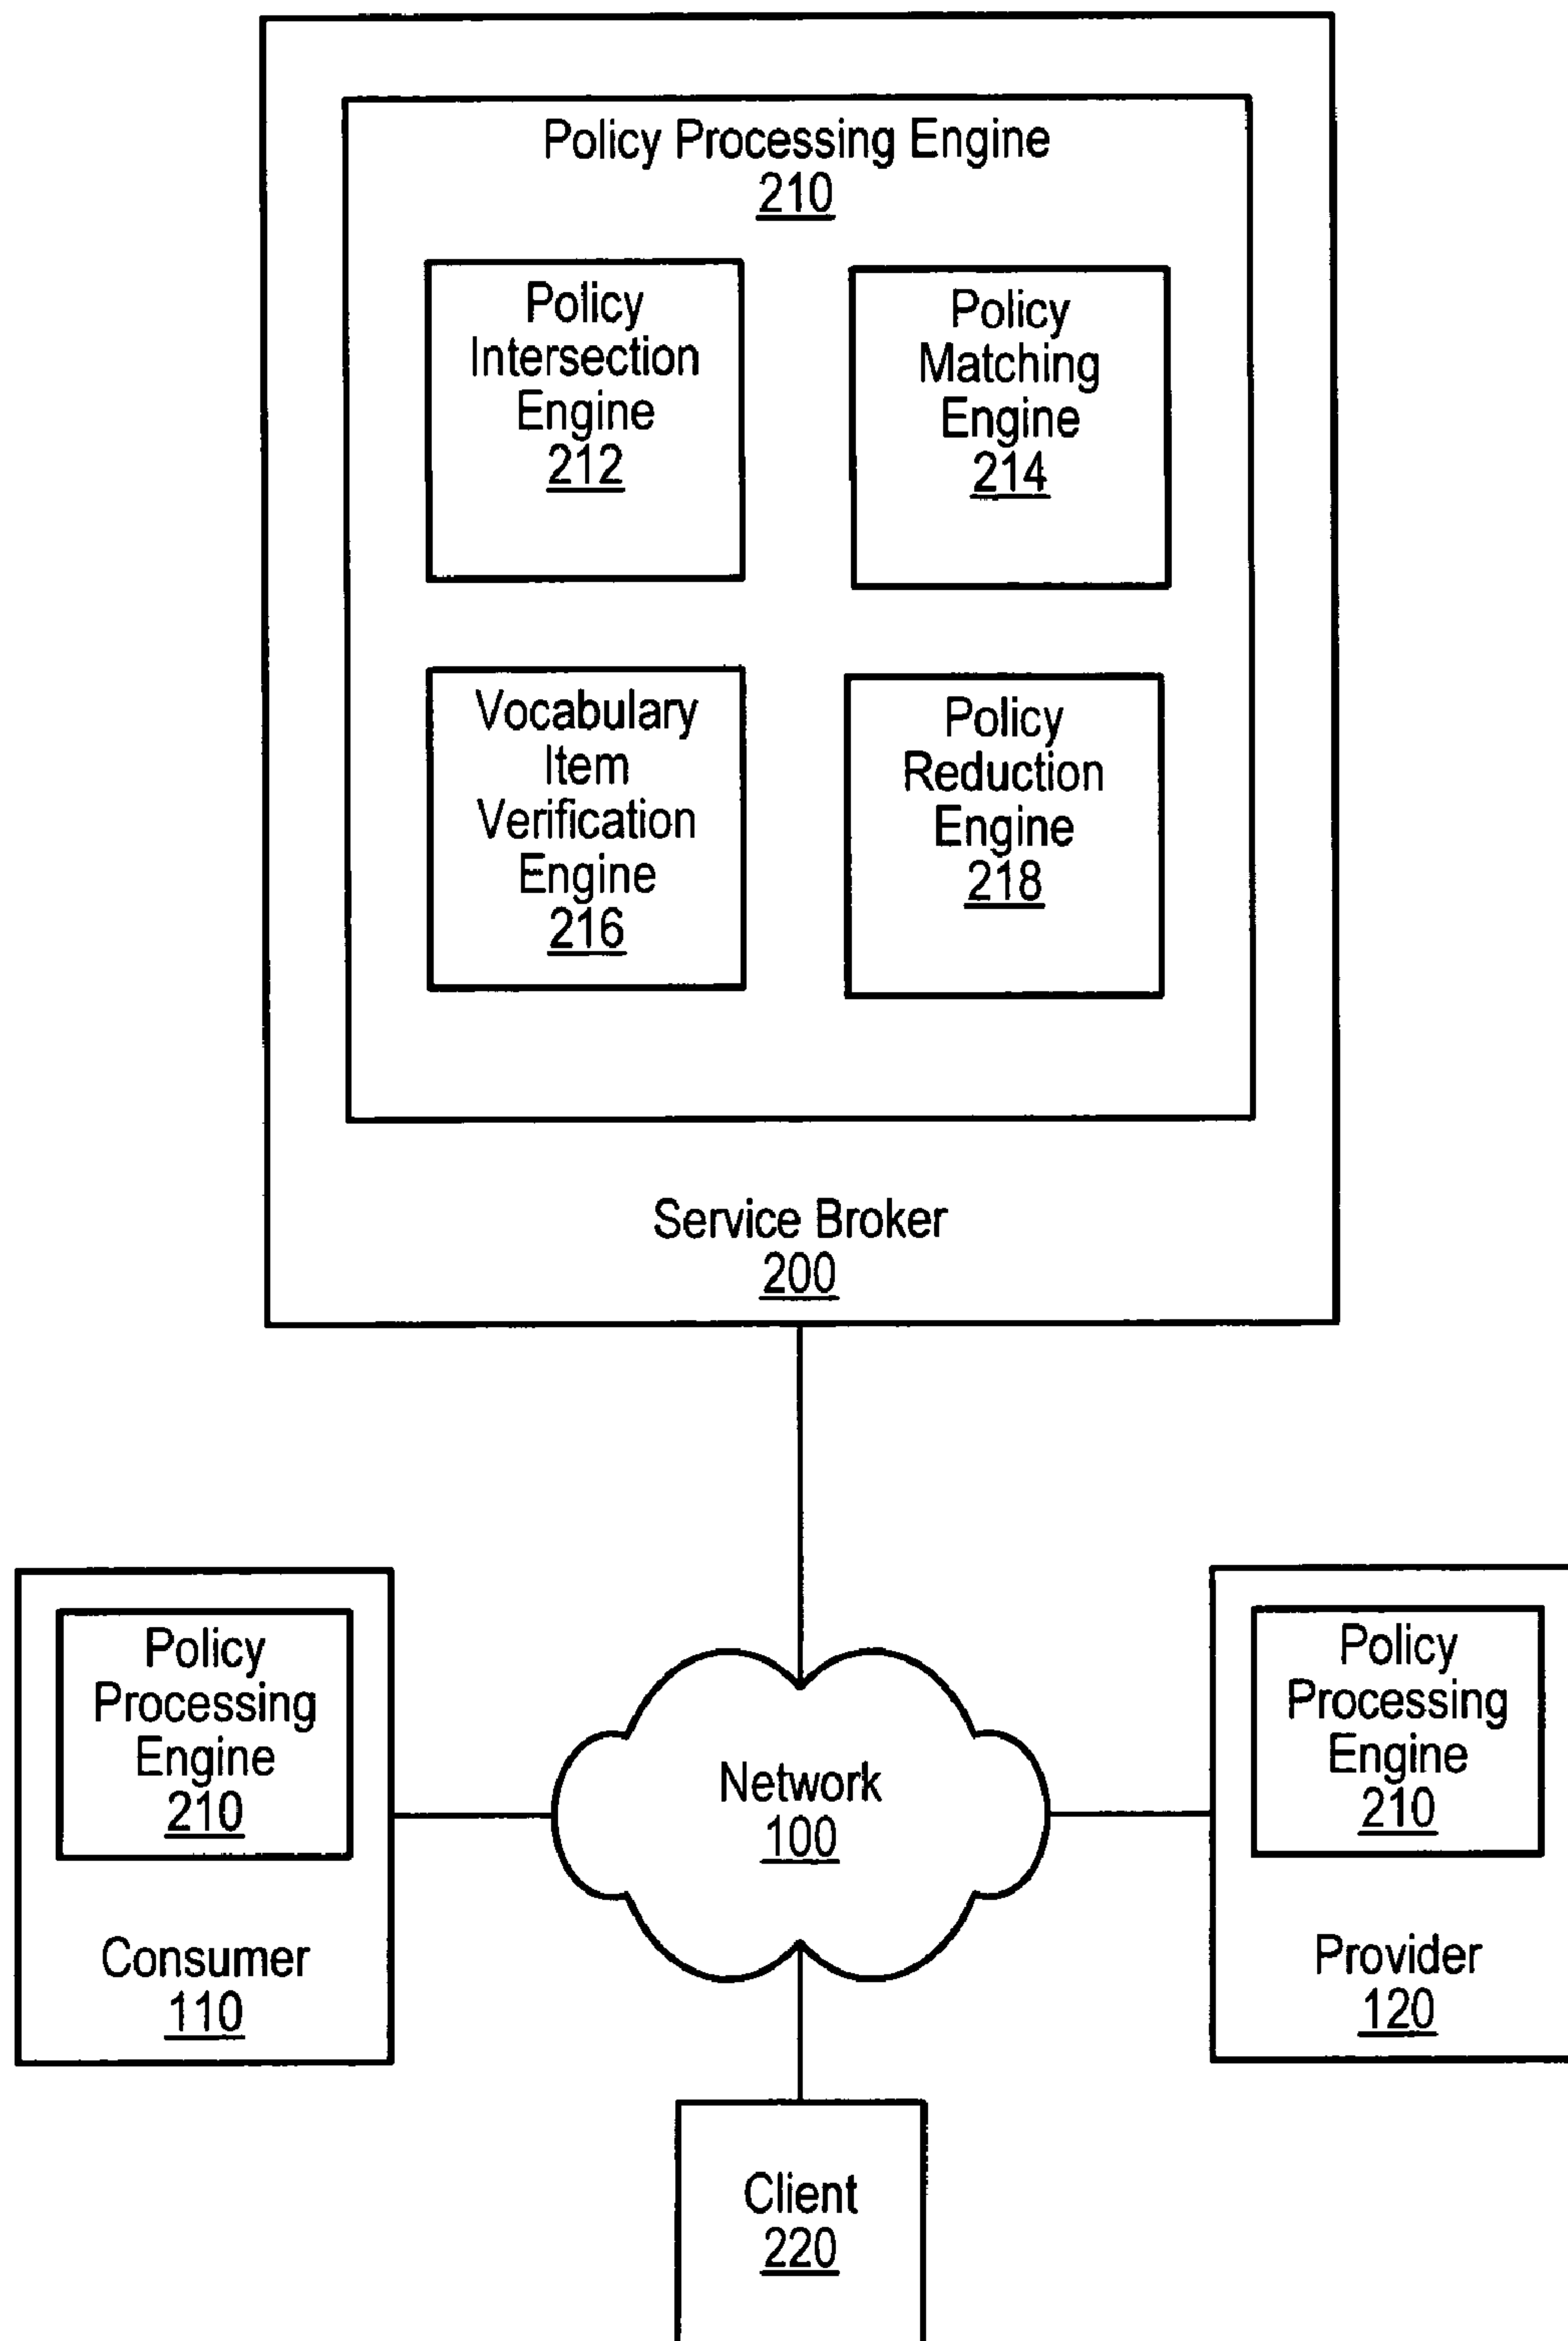 Policy Processing Engine
210
Policy
Intersection
Engine
212
Policy
Matching
Engine
214
Vocabulary
Item
Verification
Engine
216
Policy
Reduction
Engine
218
Service Broker
200
Policy
Processing
Engine
210
Consumer
110
Network
100
Policy
Processing
Engine
210
Provider
120
Client
220